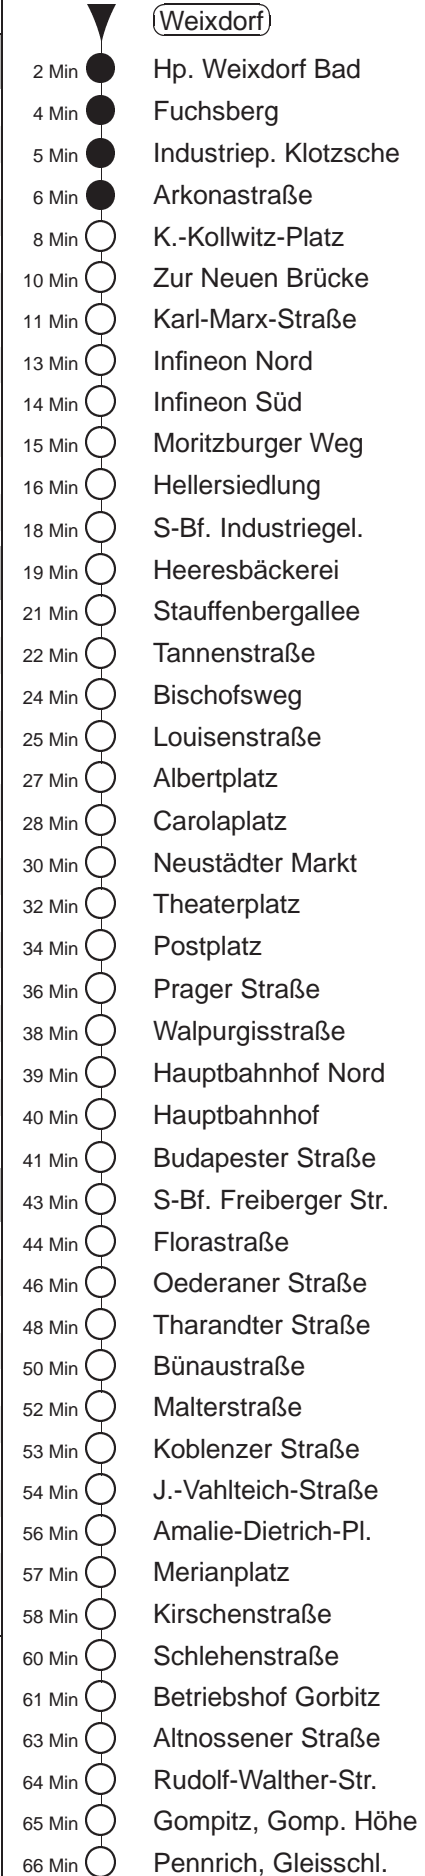 Weixdorf
2 Min Hp. Weixdorf Bad
4 Min Fuchsberg
5 Min Industriep. Klotzsche
6 Min Arkonastraße
8 Min K.-Kollwitz-Platz
10 Min Zur Neuen Brücke
11 Min Karl-Marx-Straße
13 Min Infineon Nord
14 Min Infineon Süd
15 Min Moritzburger Weg
16 Min Hellersiedlung
18 Min S-Bf. Industriegel.
19 Min Heeresbäckerei
21 Min Stauffenbergallee
22 Min Tannenstraße
24 Min Bischofsweg
25 Min Louisenstraße
27 Min Albertplatz
28 Min Carolaplatz
30 Min Neustädter Markt
32 Min Theaterplatz
34 Min Postplatz
36 Min Prager Straße
38 Min Walpurgisstraße
39 Min Hauptbahnhof Nord
40 Min Hauptbahnhof
41 Min Budapester Straße
43 Min S-Bf. Freiberger Str.
44 Min Florastraße
46 Min Oederaner Straße
48 Min Tharandter Straße
50 Min Bünaustraße
52 Min Malterstraße
53 Min Koblenzer Straße
54 Min J.-Vahlteich-Straße
56 Min Amalie-Dietrich-Pl.
57 Min Merianplatz
58 Min Kirschenstraße
60 Min Schlehenstraße
61 Min Betriebshof Gorbitz
63 Min Altnossener Straße
64 Min Rudolf-Walther-Str.
65 Min Gompitz, Gomp. Höhe
66 Min Pennrich, Gleisschl.